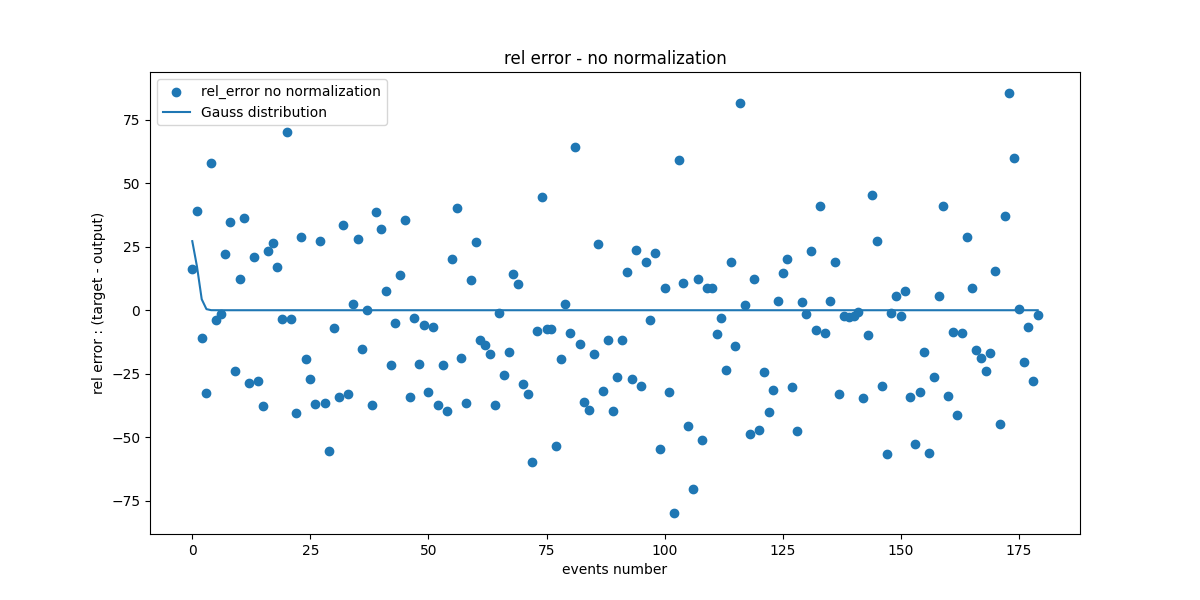 rel error - no normalization
rel_error no normalization
Gauss distribution
rel error : (target - output)
75
50
25
0
−25
−50
−75
0 25 50 75 100 125 150 175
events number